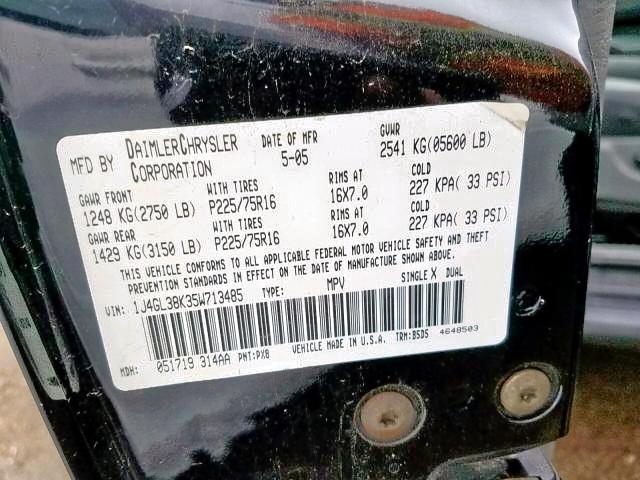 MFD BY DAIMLERCHRYSLER CORPORATION DATE OF MFR 5-05 GVWR 2541 KG(05600 LB)
GAWR FRONT WITH TIRES RIMS AT COLD
1248 KG(2750 LB) P225/75R16 16X7.0 227 KPA( 33 PSI)
GAWR REAR WITH TIRES RIMS AT COLD
1429 KG(3150 LB) P225/75R16 16X7.0 227 KPA( 33 PSI)
THIS VEHICLE CONFORMS TO ALL APPLICABLE FEDERAL MOTOR VEHICLE SAFETY AND THEFT
PREVENTION STANDARDS IN EFFECT ON THE DATE OF MANUFACTURE SHOWN ABOVE.
VIN: 1J4GL38K35W713485 TYPE: MPV SINGLE X DUAL
MDH: 051719 314AA PNT:PX8 VEHICLE MADE IN U.S.A. TRM:BSDS 4648503